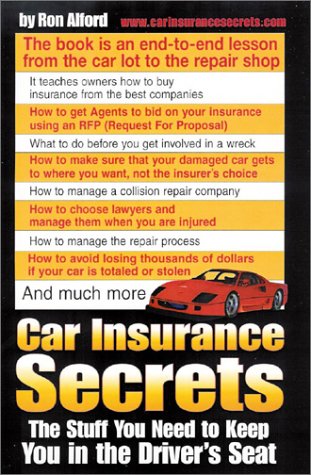 by Ron Alford www.carinsurancesecrets.com
The book is an end-to-end lesson
from the car lot to the repair shop
It teaches owners how to buy
insurance from the best companies
How to get Agents to bid on your insurance
using an RFP (Request For Proposal)
What to do before you get involved in a wreck
How to make sure that your damaged car gets
to where you want, not the insurer's choice
How to manage a collision repair company
How to choose lawyers and
manage them when you are injured
How to manage the repair process
How to avoid losing thousands of dollars
if your car is totaled or stolen
And much more
Car Insurance
Secrets
The Stuff You Need to Keep
You in the Driver's Seat